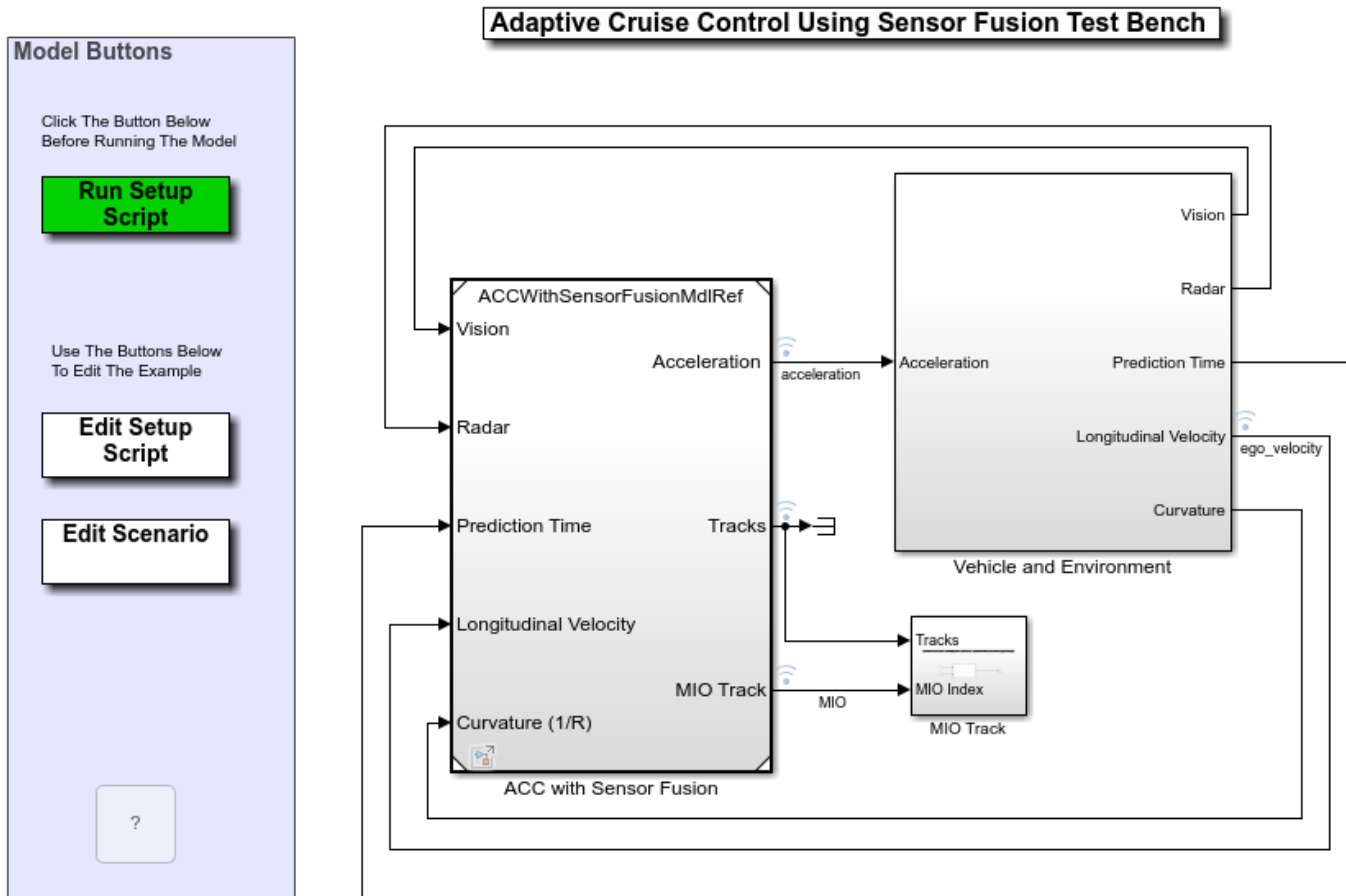 Adaptive Cruise Control Using Sensor Fusion Test Bench
Model Buttons
Click The Button Below
Before Running The Model
Run Setup
Script
Use The Buttons Below
To Edit The Example
Edit Setup
Script
Edit Scenario
?
ACCWithSensorFusionMdlRef
Vision
Radar
Prediction Time
Longitudinal Velocity
Curvature (1/R)
Acceleration
Tracks
MIO Track
ACC with Sensor Fusion
acceleration
MIO
Acceleration
Vision
Radar
Prediction Time
Longitudinal Velocity
Curvature
Vehicle and Environment
ego_velocity
Tracks
MIO Index
MIO Track